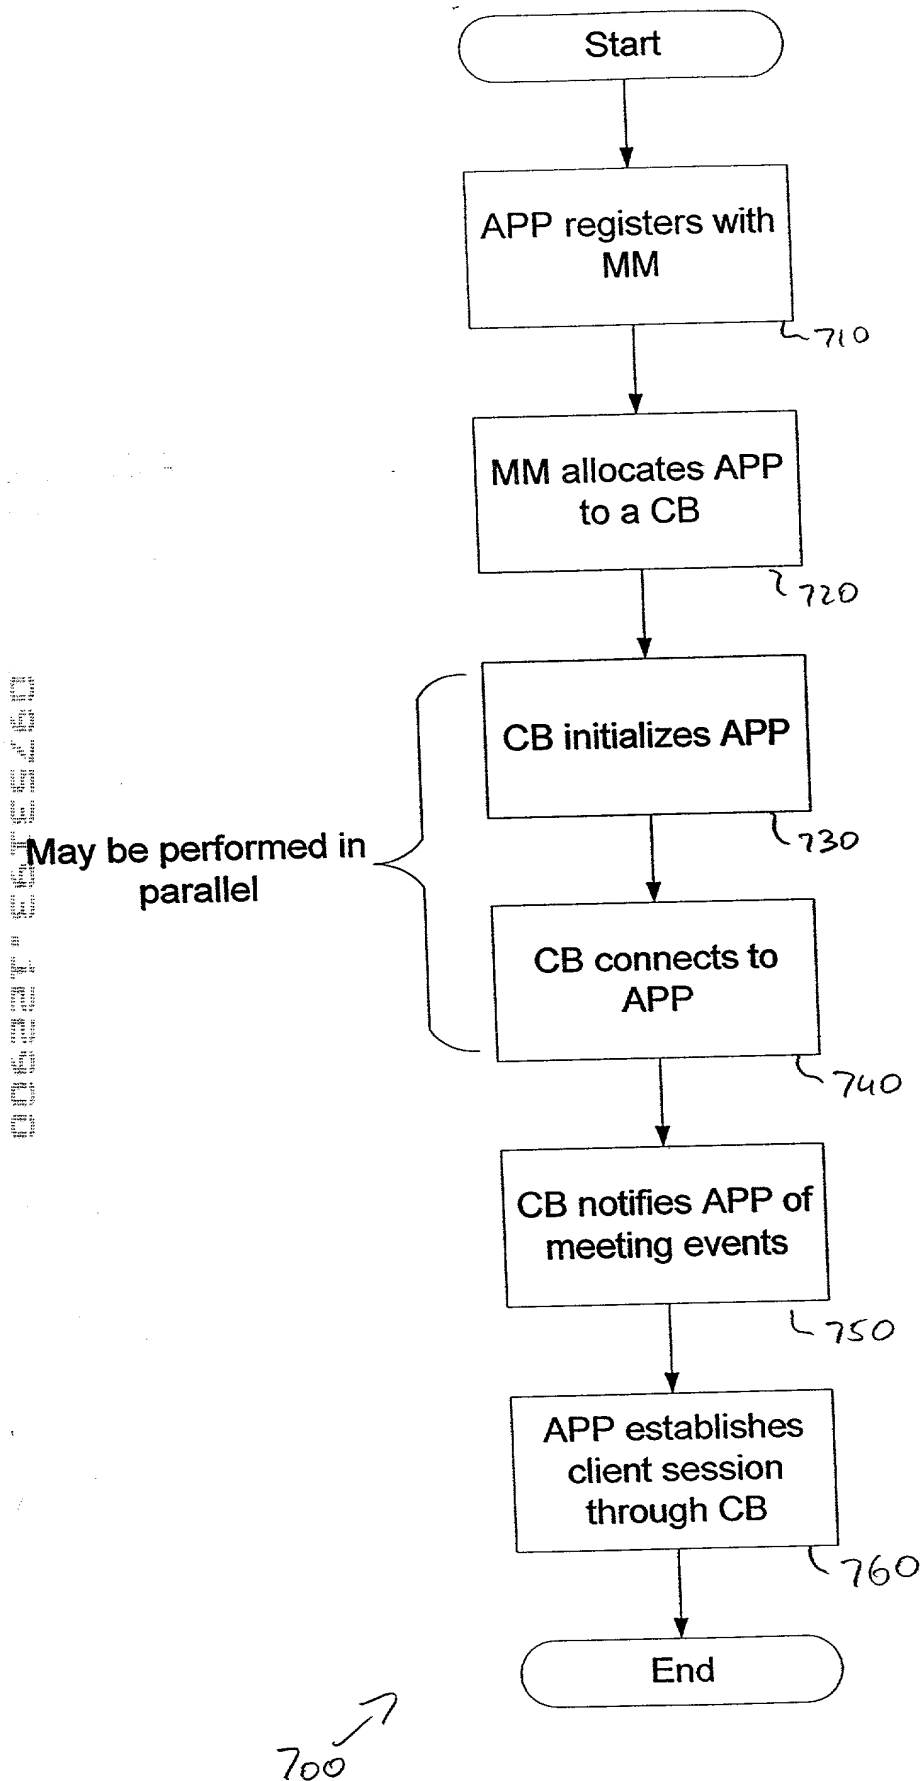 Start
APP registers with
MM
710
MM allocates APP
to a CB
720
CB initializes APP
730
May be performed in
parallel
CB connects to
APP
740
CB notifies APP of
meeting events
750
APP establishes
client session
through CB
760
End
700